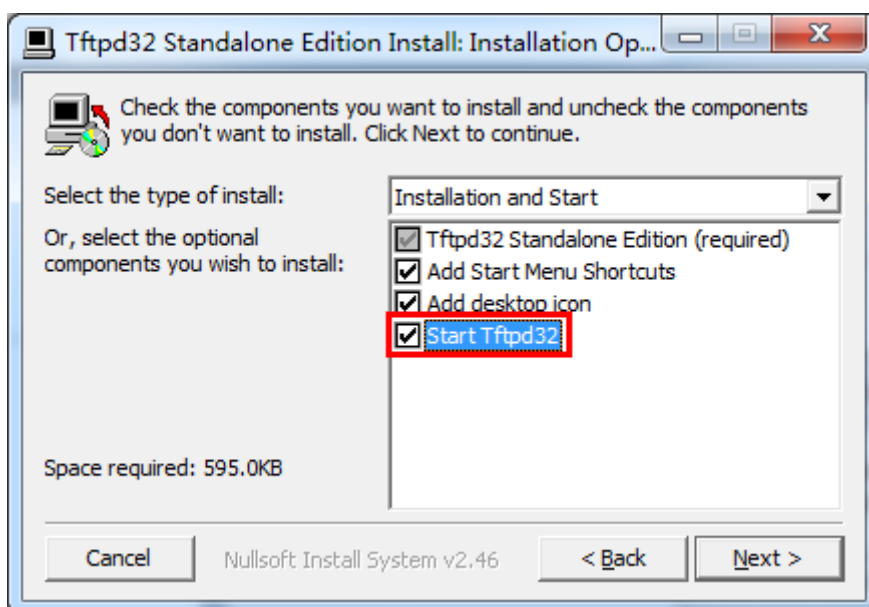 Tftpd32 Standalone Edition Install: Installation Op...
Check the components you want to install and uncheck the components
you don't want to install. Click Next to continue.
Select the type of install:
Installation and Start
Or, select the optional
components you wish to install:
Tftpd32 Standalone Edition (required)
Add Start Menu Shortcuts
Add desktop icon
Start Tftpd32
Space required: 595.0KB
Cancel
Nullsoft Install System v2.46
< Back
Next >